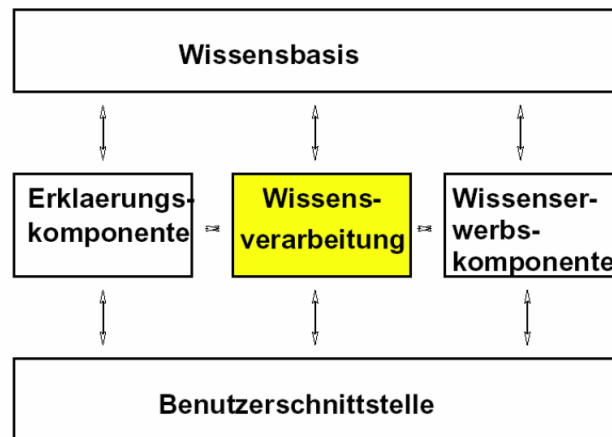 Wissensbasis
Erklaerungs-
komponente
Wissens-
verarbeitung
Wissenser-
werbs-
komponente
Benutzerschnittstelle